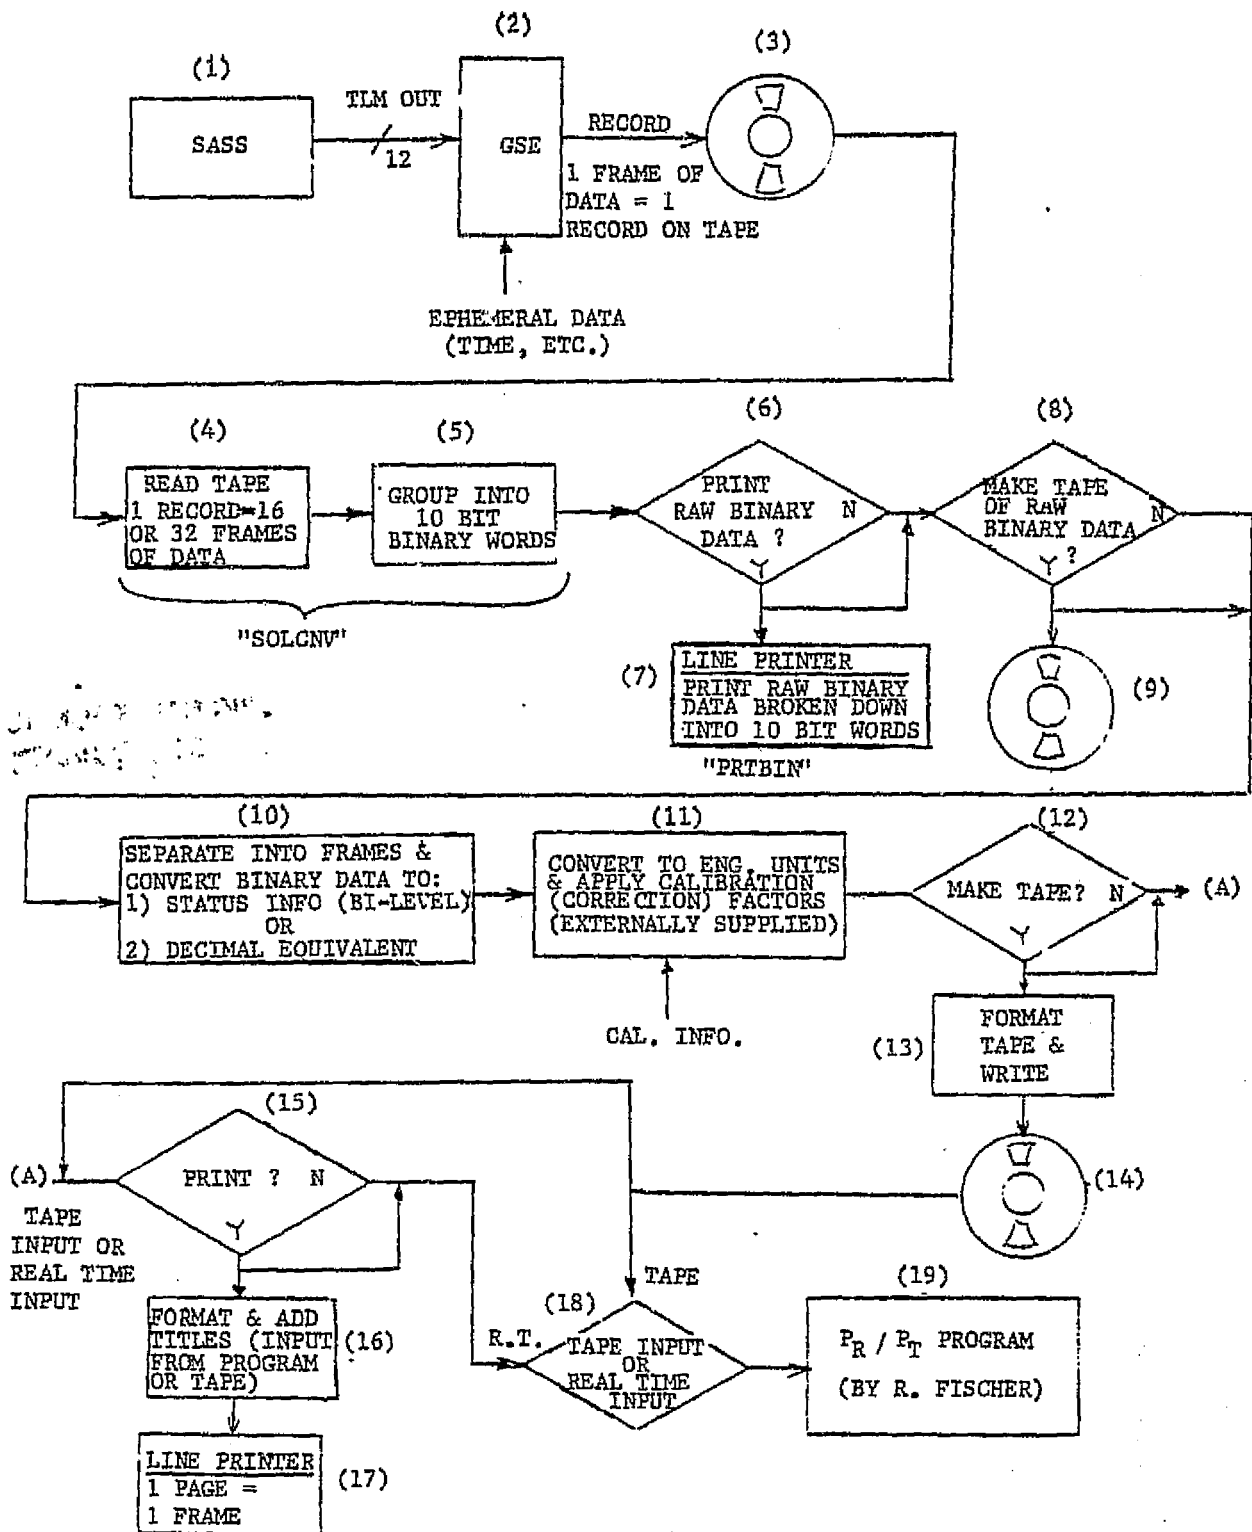 (1)
SASS
TLM OUT
12
(2)
GSE
RECORD
1 FRAME OF
DATA = 1
RECORD ON TAPE
(3)
EPHEMERAL DATA
(TIME, ETC.)
(4)
READ TAPE
1 RECORD=16
OR 32 FRAMES
OF DATA
(5)
GROUP INTO
10 BIT
BINARY WORDS
"SOLCNV"
(6)
PRINT
RAW BINARY N
DATA ?
Y
(7)
LINE PRINTER
PRINT RAW BINARY
DATA BROKEN DOWN
INTO 10 BIT WORDS
"PRTBIN"
(8)
MAKE TAPE
OF RAW N
BINARY DATA
Y ?
(9)
(10)
SEPARATE INTO FRAMES &
CONVERT BINARY DATA TO:
1) STATUS INFO (BI-LEVEL)
OR
2) DECIMAL EQUIVALENT
(11)
CONVERT TO ENG. UNITS
& APPLY CALIBRATION
(CORRECTION) FACTORS
(EXTERNALLY SUPPLIED)
CAL. INFO.
(12)
MAKE TAPE? N
Y
(A)
(13)
FORMAT
TAPE &
WRITE
(14)
(15)
(A)
PRINT ? N
Y
TAPE
INPUT OR
REAL TIME
INPUT
FORMAT & ADD
TITLES (INPUT
FROM PROGRAM
OR TAPE)
(16)
LINE PRINTER
1 PAGE =
1 FRAME
(17)
TAPE
R.T.
(18)
TAPE INPUT
OR
REAL TIME
INPUT
(19)
PR / PT PROGRAM
(BY R. FISCHER)